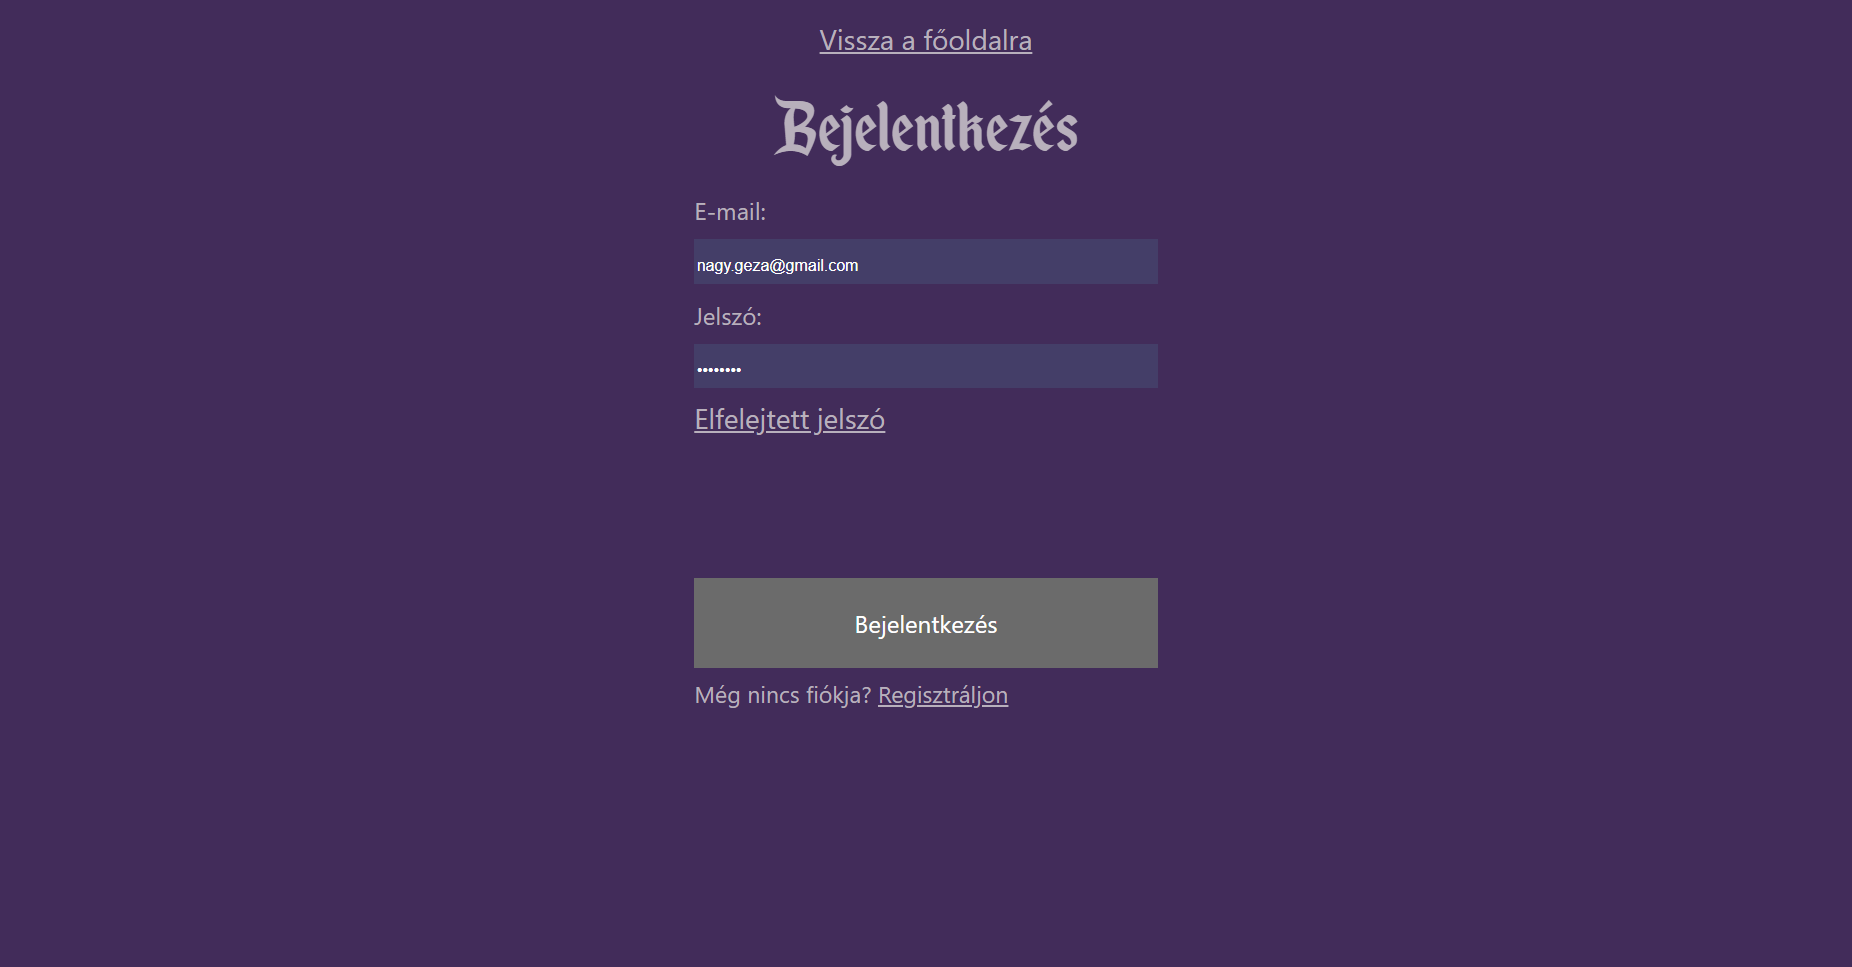 Vissza a főoldalra
Bejelentkezés
E-mail:
nagy.geza@gmail.com
Jelszó:
••••••••
Elfelejtett jelszó
Bejelentkezés
Még nincs fiókja? Regisztráljon